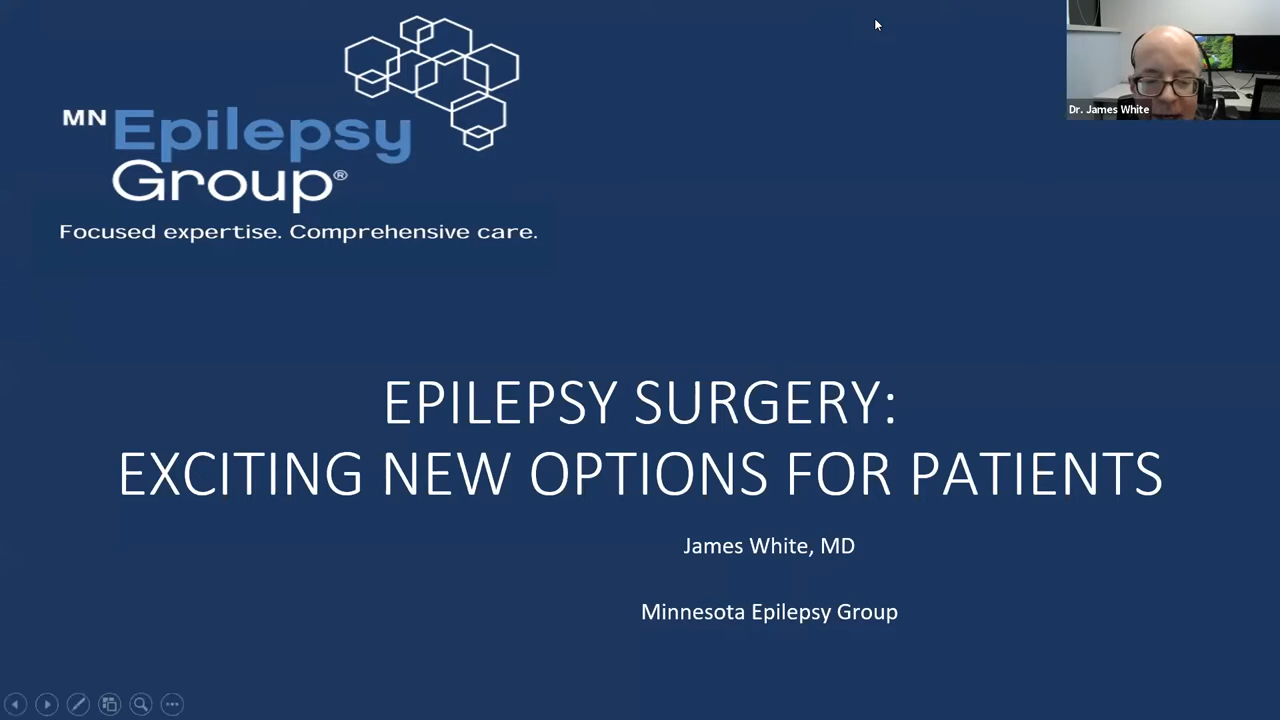 MN Epilepsy
Group®
Focused expertise. Comprehensive care.
Dr. James White
EPILEPSY SURGERY:
EXCITING NEW OPTIONS FOR PATIENTS
James White, MD
Minnesota Epilepsy Group